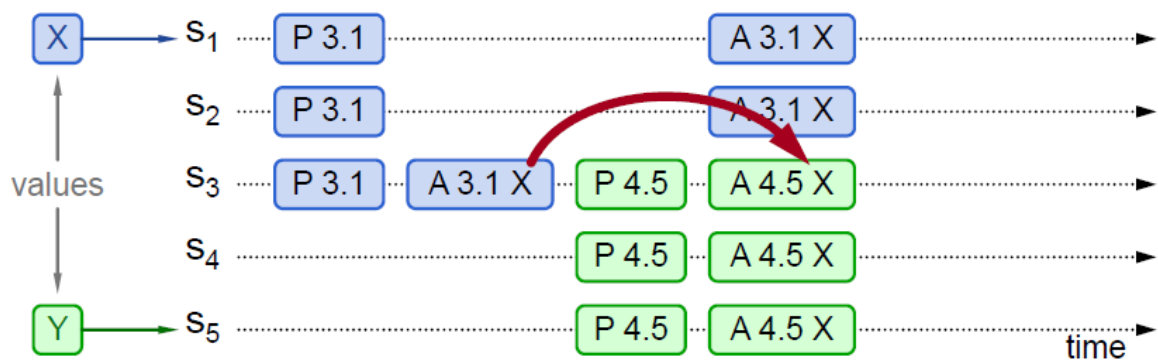 X S1 P 3.1 A 3.1 X
S2 P 3.1 A 3.1 X
values S3 P 3.1 A 3.1 X P 4.5 A 4.5 X
S4 P 4.5 A 4.5 X
Y S5 P 4.5 A 4.5 X
time